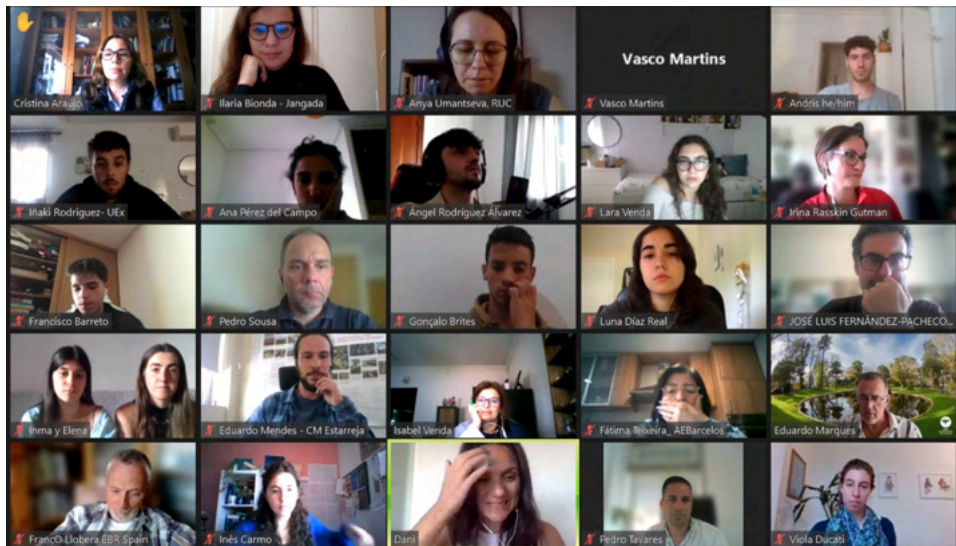 Cristina Araujo
Ilaria Bionda - Jangada
Anya Umantseva, RUC
Vasco Martins
Vasco Martins
Andris he/him
Iñaki Rodriguez- UEx
Ana Pérez del Campo
Ángel Rodríguez Álvarez
Lara Venda
Irina Rasskin Gutman
Francisco Barreto
Pedro Sousa
Gonçalo Brites
Luna Díaz Real
JOSÉ LUIS FERNÁNDEZ-PACHECO...
Inma y Elena
Eduardo Mendes - CM Estarreja
Isabel Venda
Fátima Teixeira_ AEBarcelos
Eduardo Marques
FrancO Llobera EBR Spain
Inês Carmo
Dani
Pedro Tavares
Viola Ducati